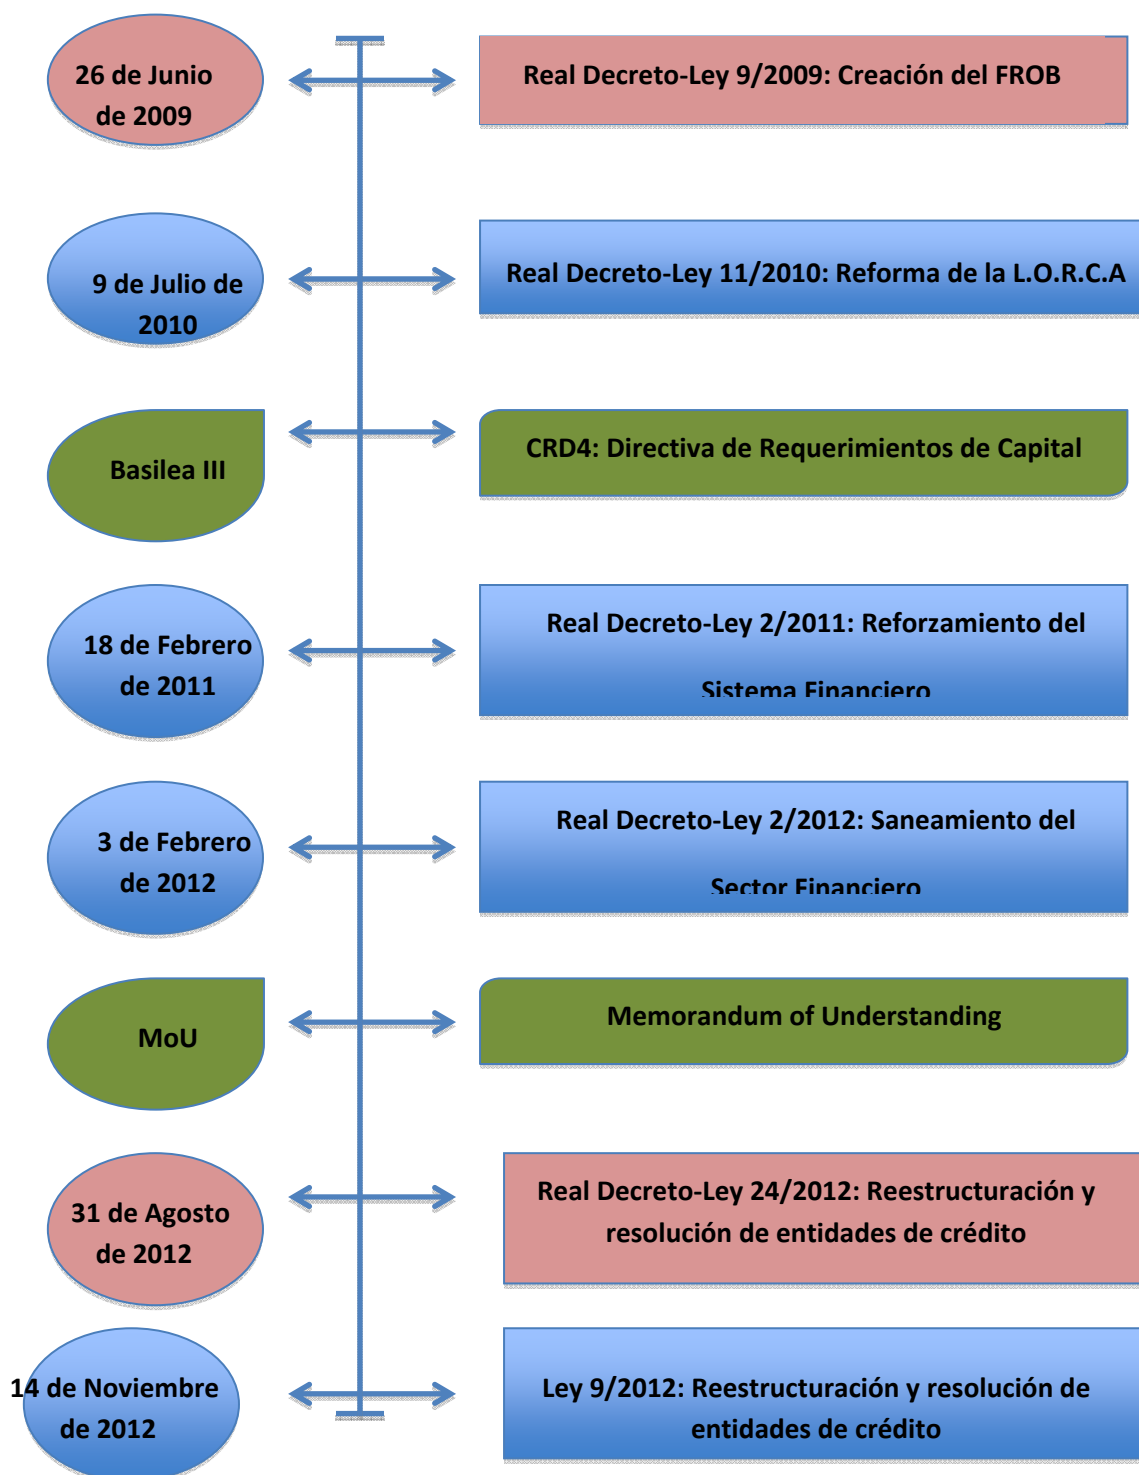 26 de Junio
de 2009
Real Decreto-Ley 9/2009: Creación del FROB
9 de Julio de
2010
Real Decreto-Ley 11/2010: Reforma de la L.O.R.C.A
Basilea III
CRD4: Directiva de Requerimientos de Capital
18 de Febrero
de 2011
Real Decreto-Ley 2/2011: Reforzamiento del
Sistema Financiero
3 de Febrero
de 2012
Real Decreto-Ley 2/2012: Saneamiento del
Sector Financiero
MoU
Memorandum of Understanding
31 de Agosto
de 2012
Real Decreto-Ley 24/2012: Reestructuración y
resolución de entidades de crédito
14 de Noviembre
de 2012
Ley 9/2012: Reestructuración y resolución de
entidades de crédito